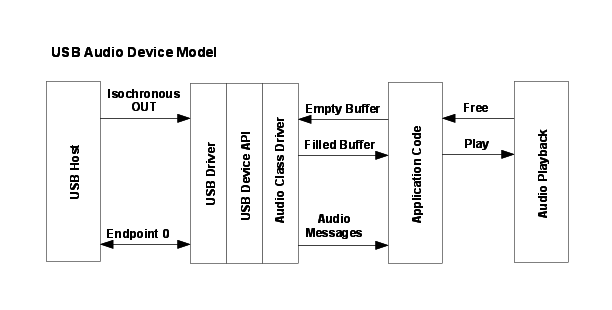 USB Audio Device Model
USB Host
Isochronous
OUT
Endpoint 0
USB Driver
USB Device API
Audio Class Driver
Empty Buffer
Filled Buffer
Audio
Messages
Application Code
Free
Play
Audio Playback